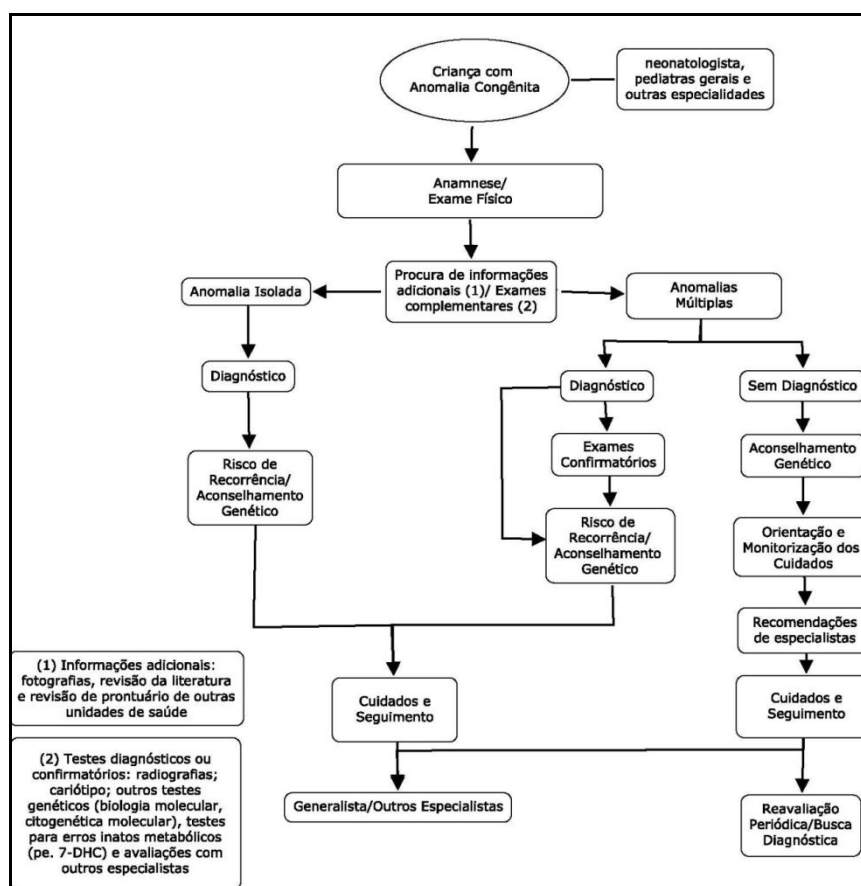 Criança com
Anomalia Congênita
neonatologista,
pediatras gerais e
outras especialidades
Anamnese/
Exame Físico
Anomalia Isolada
Procura de informações
adicionais (1)/ Exames
complementares (2)
Anomalias
Múltiplas
Diagnóstico
Diagnóstico
Sem Diagnóstico
Exames
Confirmatórios
Aconselhamento
Genético
Risco de
Recorrência/
Aconselhamento
Genético
Risco de
Recorrência/
Aconselhamento
Genético
Orientação e
Monitorização dos
Cuidados
Recomendações
de especialistas
(1) Informações adicionais:
fotografias, revisão da literatura
e revisão de prontuário de outras
unidades de saúde
Cuidados e
Seguimento
Cuidados e
Seguimento
(2) Testes diagnósticos ou
confirmatórios: radiografias;
cariótipo; outros testes
genéticos (biologia molecular,
citogenética molecular), testes
para erros inatos metabólicos
(pe. 7-DHC) e avaliações com
outros especialistas
Generalista/Outros Especialistas
Reavaliação
Periódica/Busca
Diagnóstica